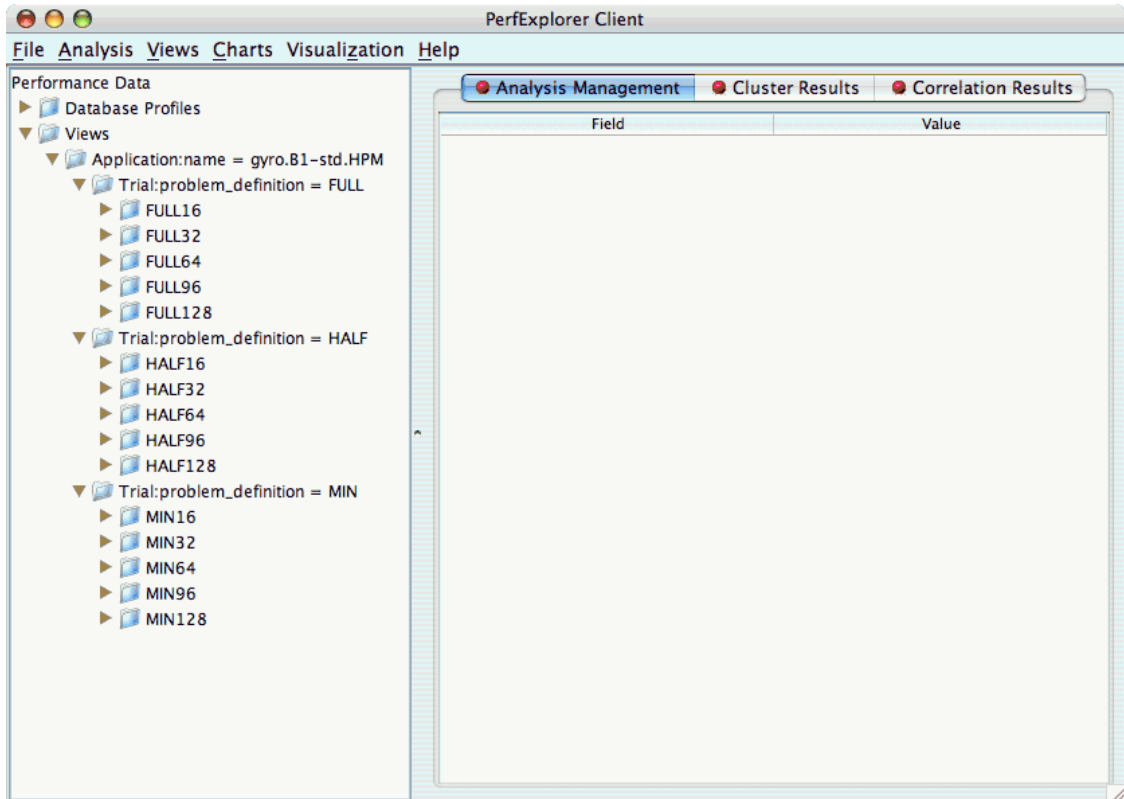 PerfExplorer Client
File Analysis Views Charts Visualization Help
Performance Data
Database Profiles
Views
Application:name = gyro.B1-std.HPM
Trial:problem_definition = FULL
FULL16
FULL32
FULL64
FULL96
FULL128
Trial:problem_definition = HALF
HALF16
HALF32
HALF64
HALF96
HALF128
Trial:problem_definition = MIN
MIN16
MIN32
MIN64
MIN96
MIN128
Analysis Management Cluster Results Correlation Results
Field Value